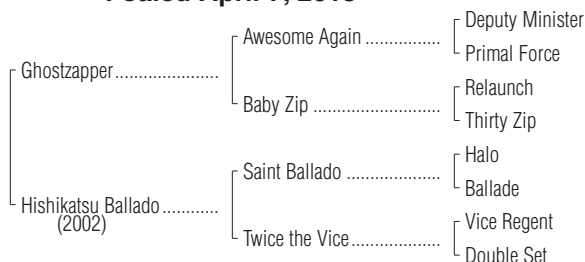 Foaled April 7, 2013
Deputy Minister
Awesome Again
Primal Force
Ghostzapper
Relaunch
Baby Zip
Thirty Zip
Halo
Saint Ballado
Ballade
Hishikatsu Ballado
(2002)
Vice Regent
Twice the Vice
Double Set